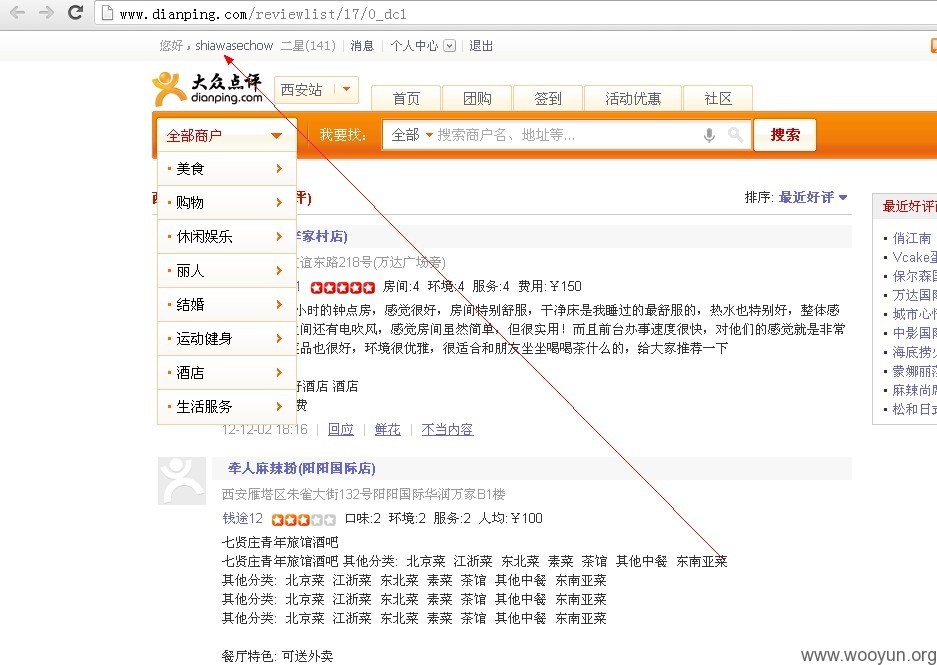 www.dianping.com/reviewlist/17/0_dc1
您好，shiawasechow 二星(141) | 消息 | 个人中心 | 退出
大众点评
dianping.com
西安站
首页 团购 签到 活动优惠 社区
全部商户 我要找： 全部 搜索商户名、地址等... 搜索
美食
购物
休闲娱乐
丽人
结婚
运动健身
酒店
生活服务
排序: 最近好评
李家村店)
友谊东路218号(万达广场旁)
房间:4 环境:4 服务:4 费用:￥150
小时的钟点房，感觉很好，房间特别舒服，干净床是我睡过的最舒服的，热水也特别好，整体感
间还有电吹风，感觉房间虽然简单，但很实用！而且前台办事速度很快，对他们的感觉就是非常
品也很好，环境很优雅，很适合和朋友坐坐喝喝茶什么的，给大家推荐一下
酒店 酒店
费
12-12-02 18:16 | 回应 | 鲜花 | 不当内容
牵人麻辣粉(阳阳国际店)
西安雁塔区朱雀大街132号阳阳国际华润万家B1楼
钱途12 口味:2 环境:2 服务:2 人均:￥100
七贤庄青年旅馆酒吧
七贤庄青年旅馆酒吧 其他分类: 北京菜 江浙菜 东北菜 素菜 茶馆 其他中餐 东南亚菜
其他分类: 北京菜 江浙菜 东北菜 素菜 茶馆 其他中餐 东南亚菜
其他分类: 北京菜 江浙菜 东北菜 素菜 茶馆 其他中餐 东南亚菜
其他分类: 北京菜 江浙菜 东北菜 素菜 茶馆 其他中餐 东南亚菜
餐厅特色: 可送外卖
最近好评商
俏江南
Vcake蛋
保尔森国
万达国际
城市心情
中影国际
海底捞火
蒙娜丽莎
麻辣尚席
松和日式
www.wooyun.org